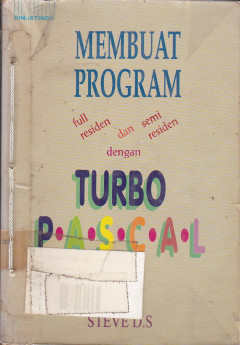 MEMBUAT
PROGRAM
full residen dan semi residen
dengan
TURBO
P•A•S•C•A•L
STEVE D.S